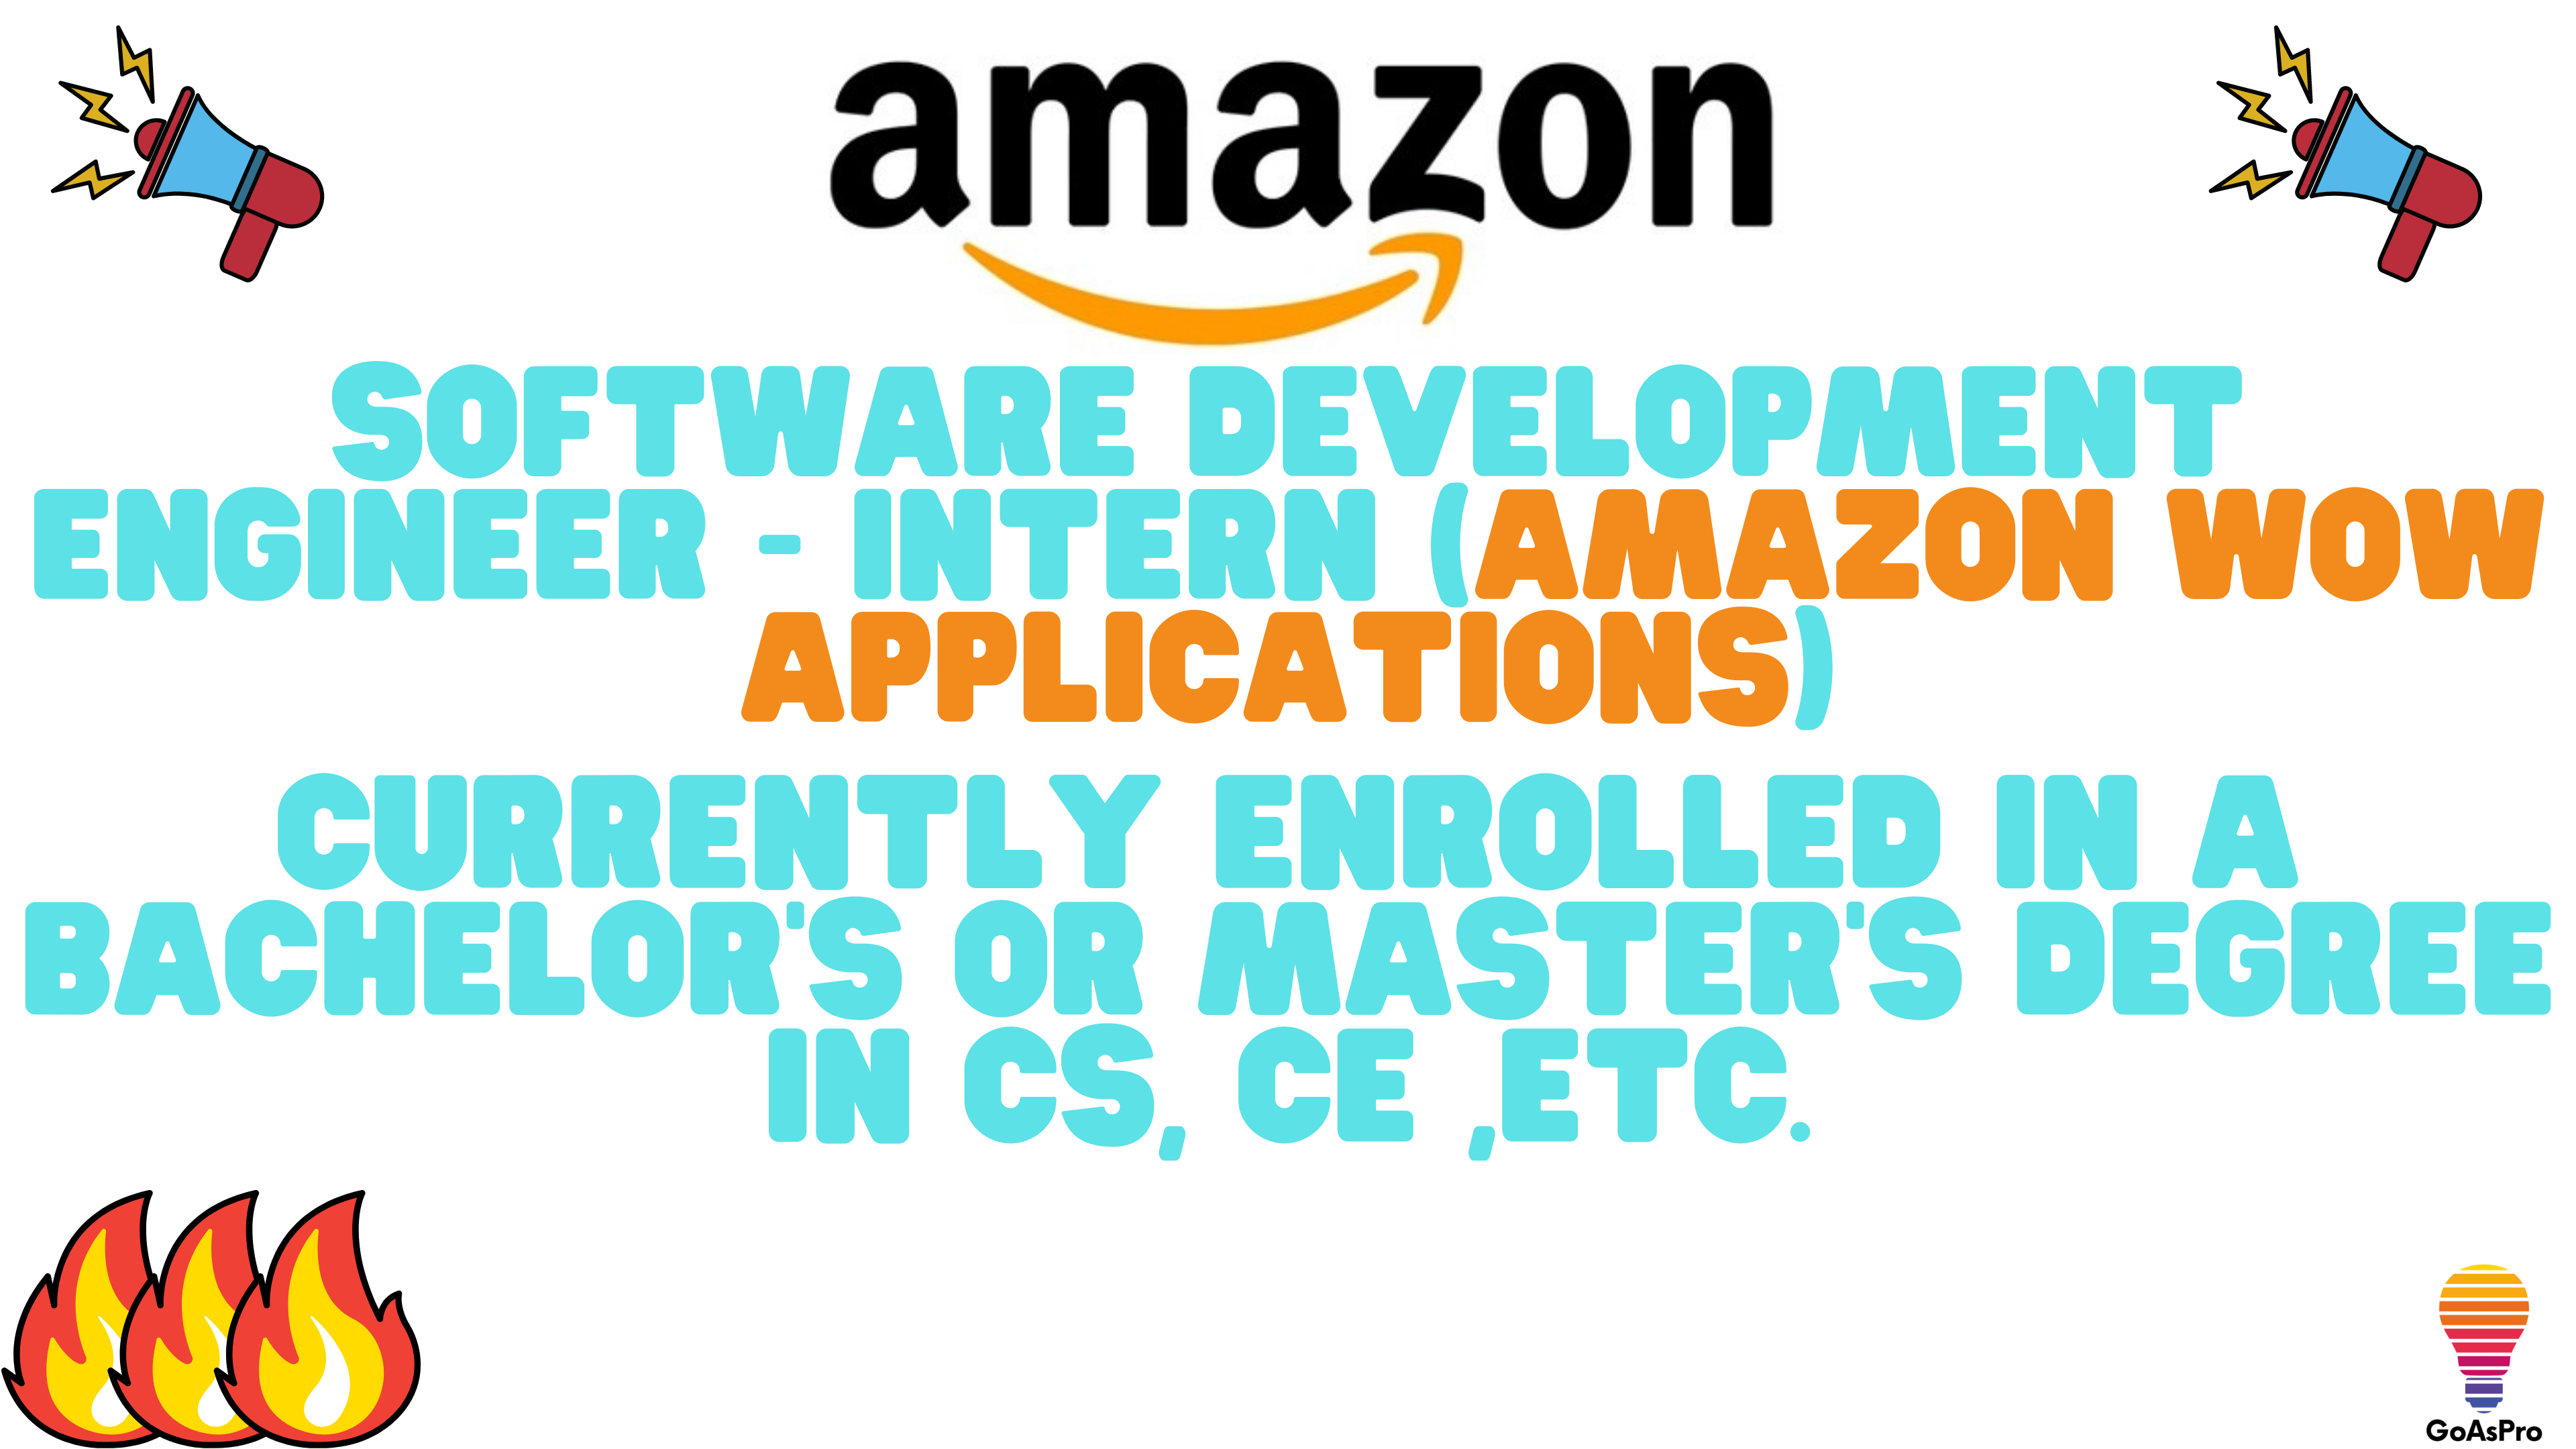 amazon
SOFTWARE DEVELOPMENT
ENGINEER - INTERN (AMAZON WOW
APPLICATIONS)
CURRENTLY ENROLLED IN A
BACHELOR'S OR MASTER'S DEGREE
IN CS, CE ,ETC.
GoAsPro